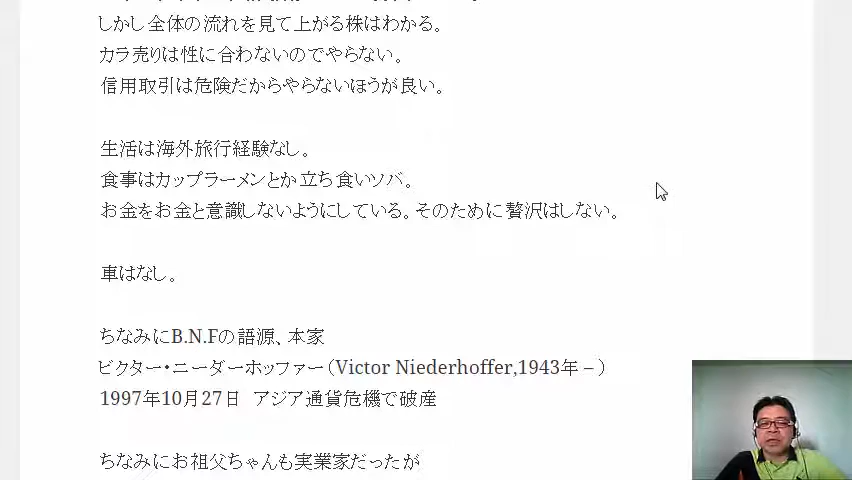 しかし全体の流れを見て上がる株はわかる。
カラ売りは性に合わないのでやらない。
信用取引は危険だからやらないほうが良い。
生活は海外旅行経験なし。
食事はカップラーメンとか立ち食いソバ。
お金をお金と意識しないようにしている。そのために贅沢はしない。
車はなし。
ちなみにB.N.Fの語源、本家
ビクター・ニーダーホッファー（Victor Niederhoffer,1943年 – ）
1997年10月27日　アジア通貨危機で破産
ちなみにお祖父ちゃんも実業家だったが